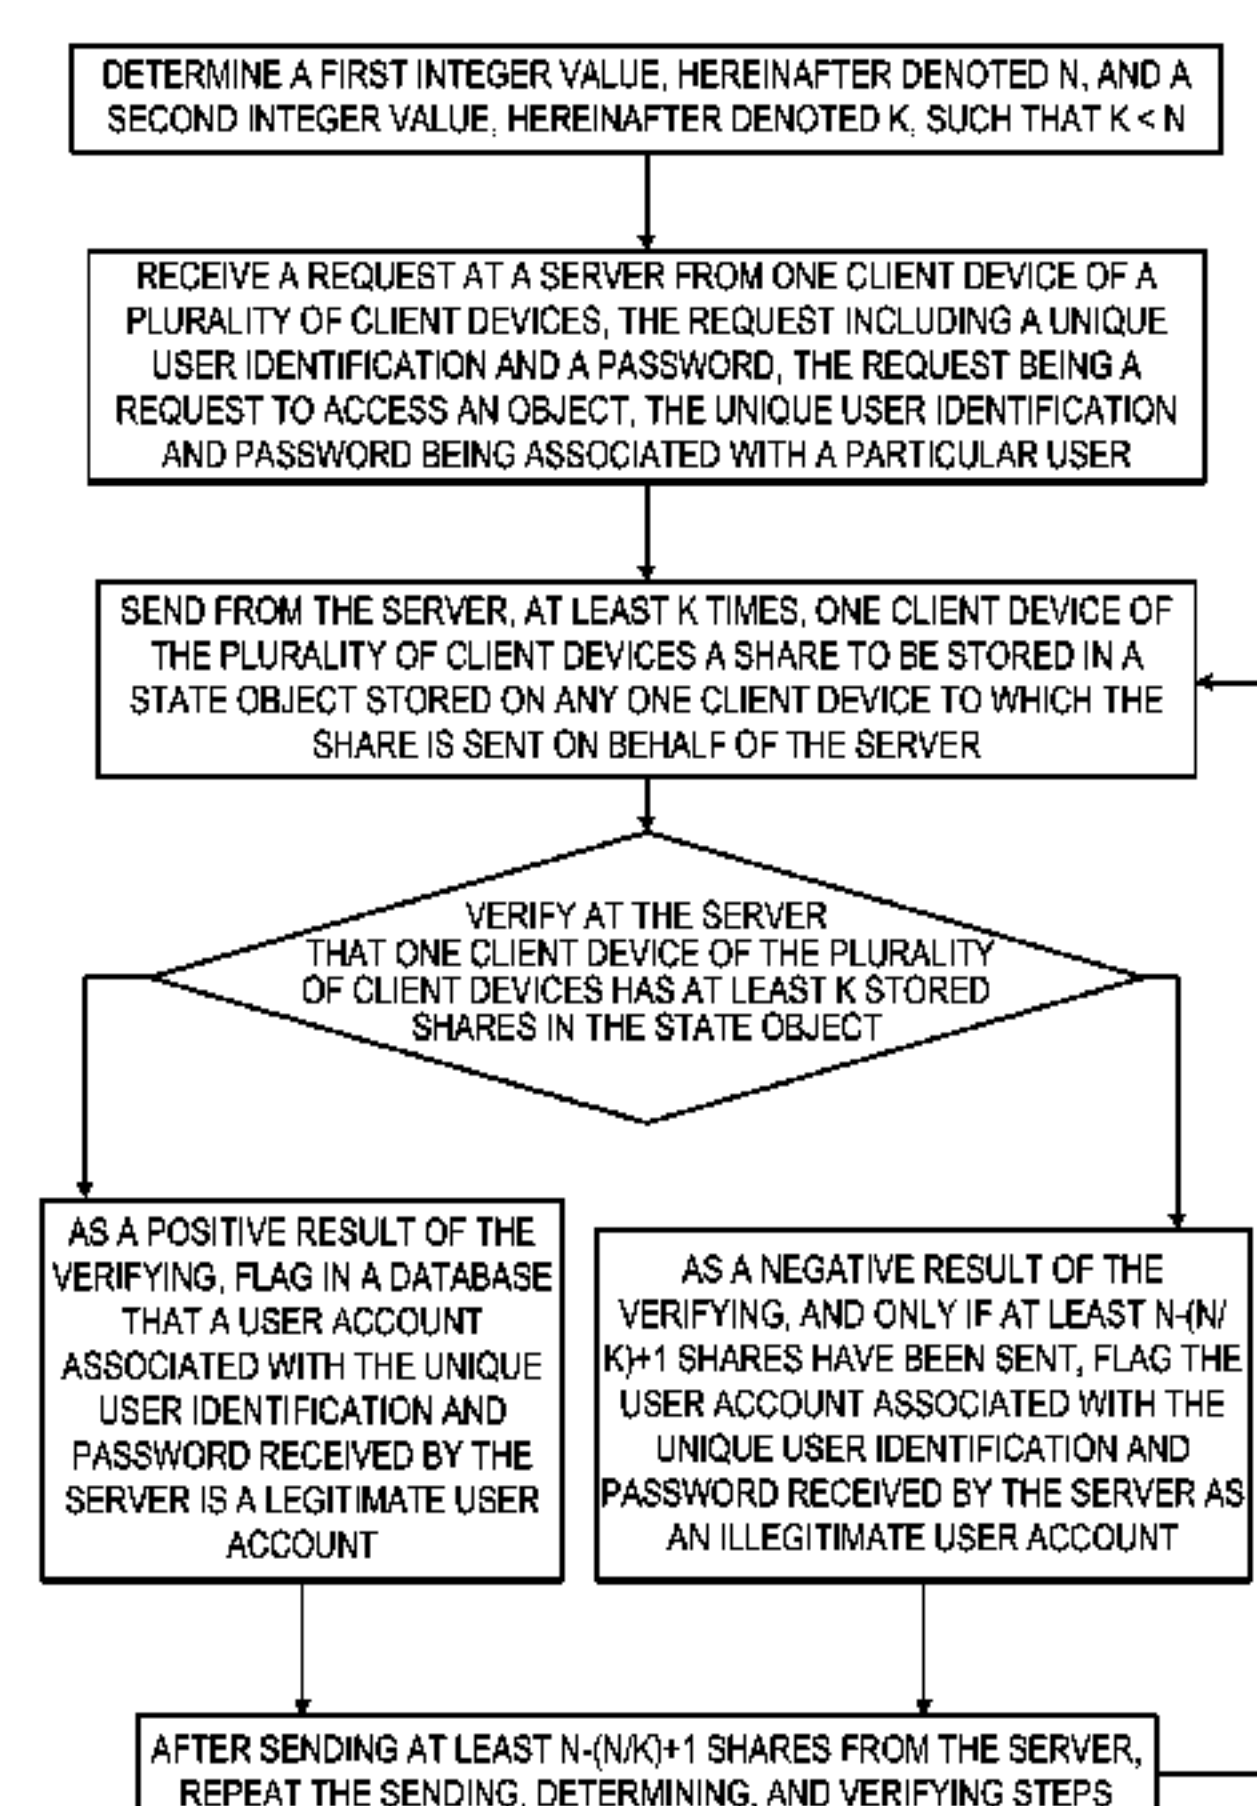 DETERMINE A FIRST INTEGER VALUE, HEREINAFTER DENOTED N, AND A
SECOND INTEGER VALUE, HEREINAFTER DENOTED K, SUCH THAT K < N
RECEIVE A REQUEST AT A SERVER FROM ONE CLIENT DEVICE OF A
PLURALITY OF CLIENT DEVICES, THE REQUEST INCLUDING A UNIQUE
USER IDENTIFICATION AND A PASSWORD, THE REQUEST BEING A
REQUEST TO ACCESS AN OBJECT, THE UNIQUE USER IDENTIFICATION
AND PASSWORD BEING ASSOCIATED WITH A PARTICULAR USER
SEND FROM THE SERVER, AT LEAST K TIMES, ONE CLIENT DEVICE OF
THE PLURALITY OF CLIENT DEVICES A SHARE TO BE STORED IN A
STATE OBJECT STORED ON ANY ONE CLIENT DEVICE TO WHICH THE
SHARE IS SENT ON BEHALF OF THE SERVER
VERIFY AT THE SERVER
THAT ONE CLIENT DEVICE OF THE PLURALITY
OF CLIENT DEVICES HAS AT LEAST K STORED
SHARES IN THE STATE OBJECT
AS A POSITIVE RESULT OF THE
VERIFYING, FLAG IN A DATABASE
THAT A USER ACCOUNT
ASSOCIATED WITH THE UNIQUE
USER IDENTIFICATION AND
PASSWORD RECEIVED BY THE
SERVER IS A LEGITIMATE USER
ACCOUNT
AS A NEGATIVE RESULT OF THE
VERIFYING, AND ONLY IF AT LEAST N-(N/
K)+1 SHARES HAVE BEEN SENT, FLAG THE
USER ACCOUNT ASSOCIATED WITH THE
UNIQUE USER IDENTIFICATION AND
PASSWORD RECEIVED BY THE SERVER AS
AN ILLEGITIMATE USER ACCOUNT
AFTER SENDING AT LEAST N-(N/K)+1 SHARES FROM THE SERVER,
REPEAT THE SENDING, DETERMINING, AND VERIFYING STEPS